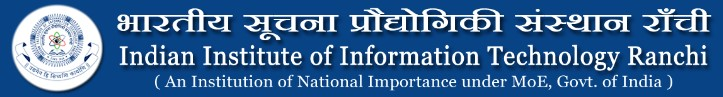 भारतीय सूचना प्रौद्योगिकी संस्थान राँची
Indian Institute of Information Technology Ranchi
( An Institution of National Importance under MoE, Govt. of India )